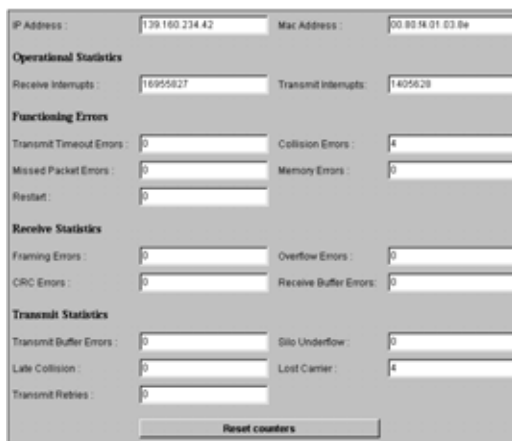 IP Address : 139.160.234.42 Mac Address : 00.80.f4.01.03.8e
Operational Statistics
Receive Interrupts : 16955827 Transmit Interrupts: 1405628
Functioning Errors
Transmit Timeout Errors : 0 Collision Errors : 4
Missed Packet Errors : 0 Memory Errors : 0
Restart : 0
Receive Statistics
Framing Errors : 0 Overflow Errors : 0
CRC Errors : 0 Receive Buffer Errors: 0
Transmit Statistics
Transmit Buffer Errors : 0 Silo Underflow : 0
Late Collision : 0 Lost Carrier : 4
Transmit Retries : 0
Reset counters